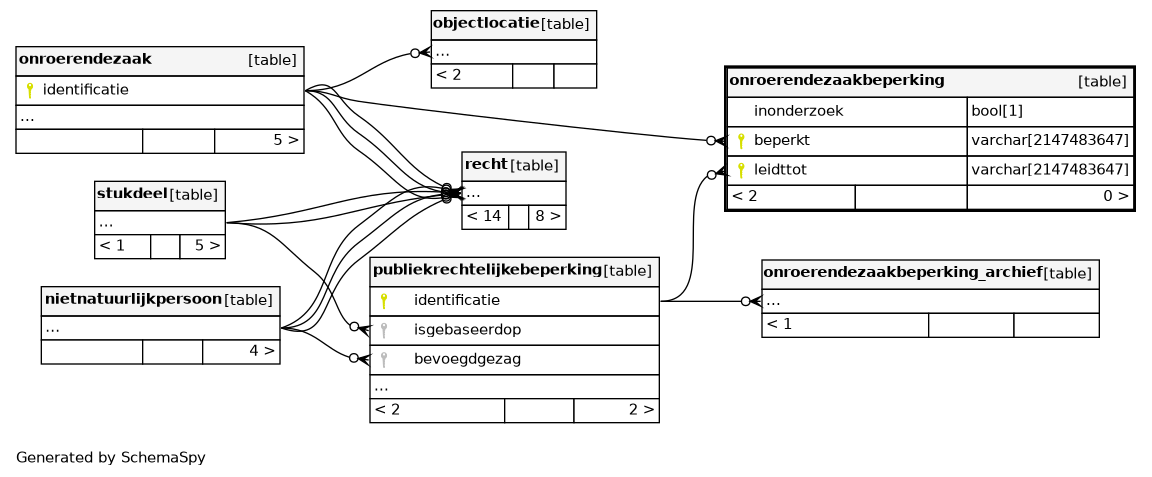 objectlocatie [table]
...
< 2
onroerendezaak [table]
identificatie
...
5 >
onroerendezaakbeperking [table]
inonderzoek bool[1]
beperkt varchar[2147483647]
leidttot varchar[2147483647]
< 2 0 >
recht [table]
...
< 14 8 >
stukdeel [table]
...
< 1 5 >
publiekrechtelijkebeperking [table]
identificatie
isgebaseerdop
bevoegdgezag
...
< 2 2 >
onroerendezaakbeperking_archief [table]
...
< 1
nietnatuurlijkpersoon [table]
...
4 >
Generated by SchemaSpy